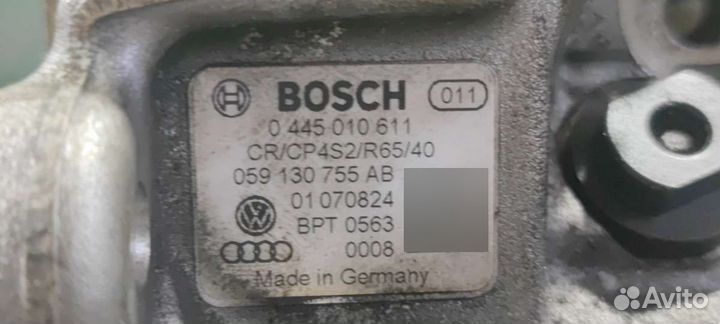 BOSCH 011
0 445 010 611
CR/CP4S2/R65/40
059 130 755 AB
01 070824
BPT 0563
0008
Made in Germany
Avito